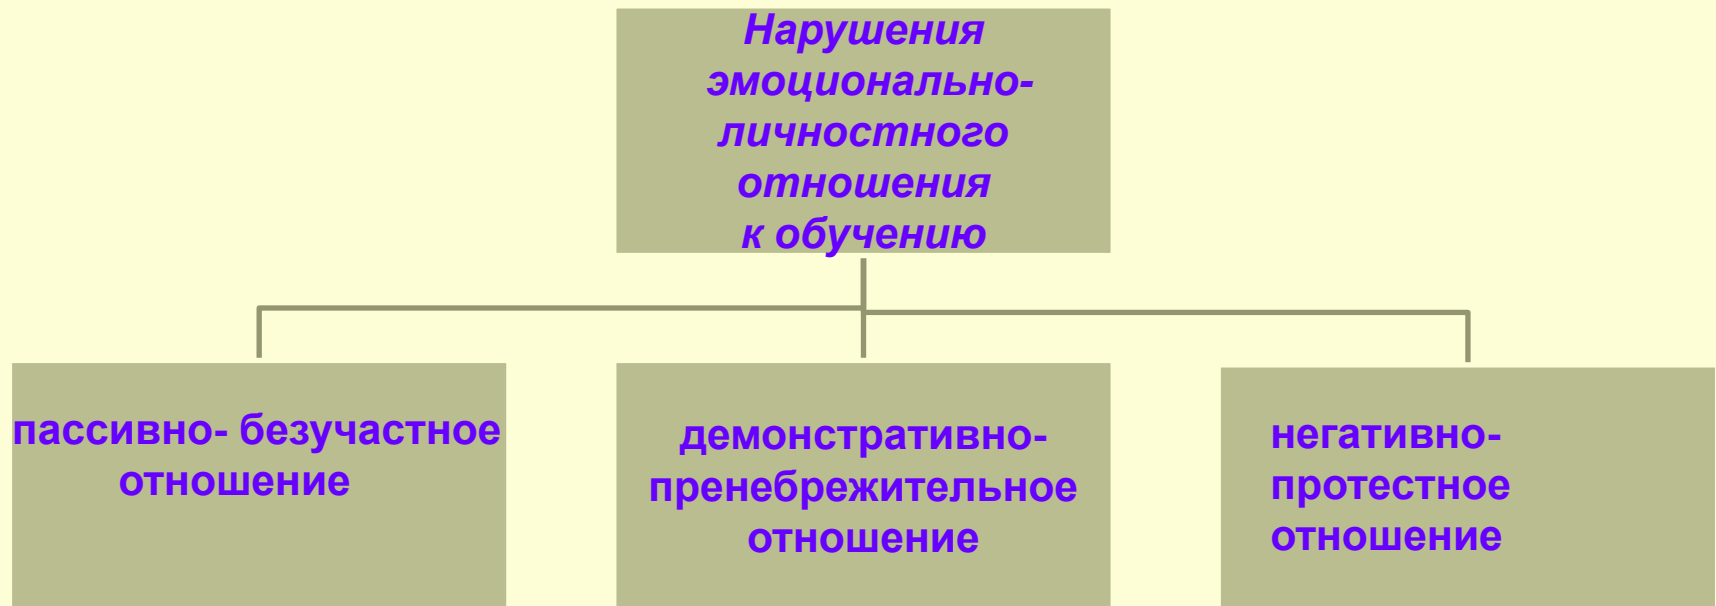 Нарушения
эмоционально-
личностного
отношения
к обучению
пассивно- безучастное
отношение
демонстративно-
пренебрежительное
отношение
негативно-
протестное
отношение